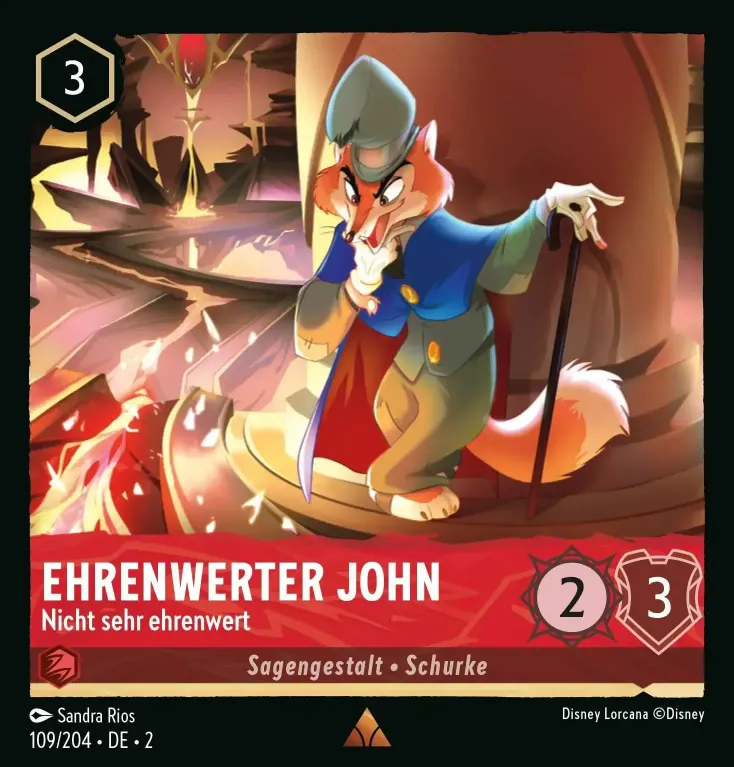 3
EHRENWERTER JOHN
Nicht sehr ehrenwert
2
3
Sagengestalt • Schurke
Sandra Rios
Disney Lorcana ©Disney
109/204 • DE • 2